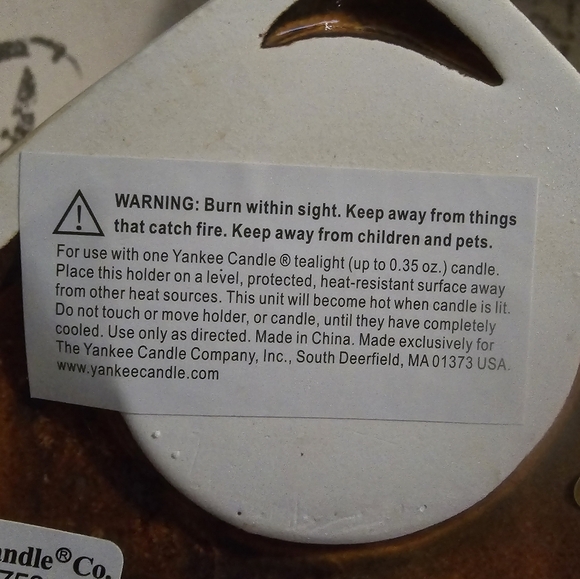 WARNING: Burn within sight. Keep away from things
that catch fire. Keep away from children and pets.
For use with one Yankee Candle ® tealight (up to 0.35 oz.) candle.
Place this holder on a level, protected, heat-resistant surface away
from other heat sources. This unit will become hot when candle is lit.
Do not touch or move holder, or candle, until they have completely
cooled. Use only as directed. Made in China. Made exclusively for
The Yankee Candle Company, Inc., South Deerfield, MA 01373 USA.
www.yankeecandle.com
andle® Co.